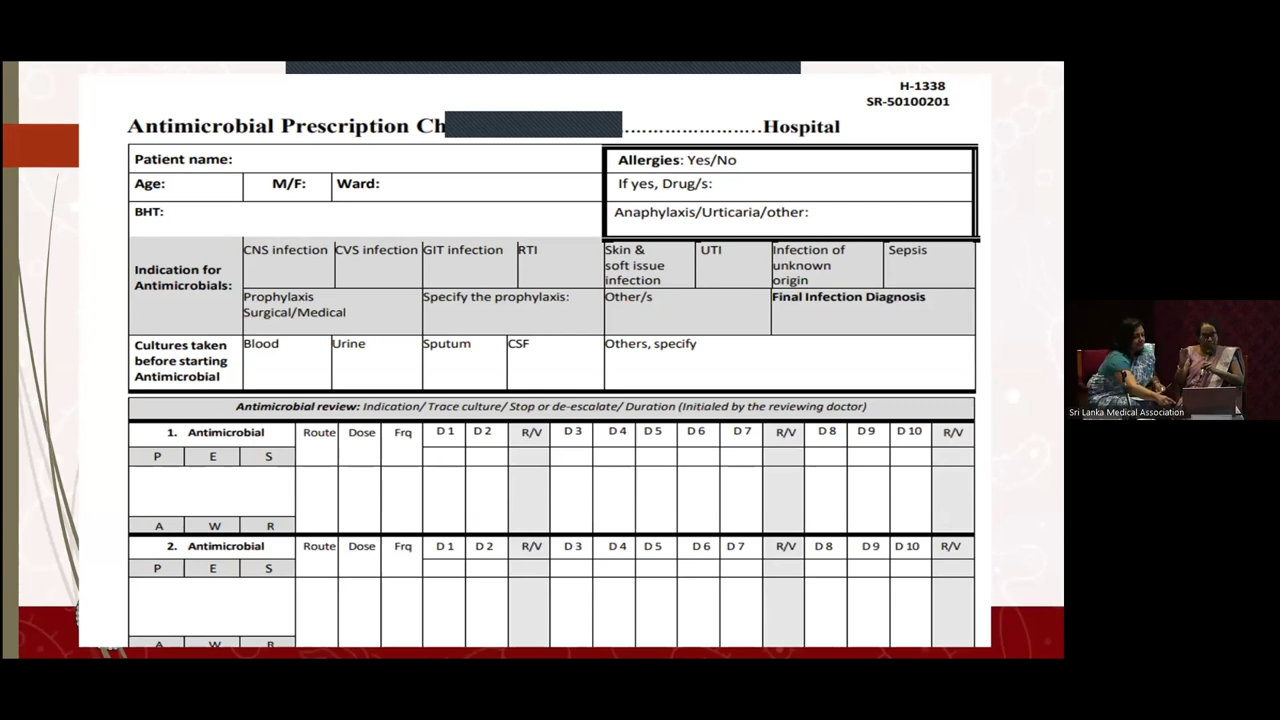 H-1338
SR-50100201
Antimicrobial Prescription Ch ........................Hospital
Patient name:
Allergies: Yes/No
Age: M/F: Ward:
If yes, Drug/s:
BHT:
Anaphylaxis/Urticaria/other:
Indication for
Antimicrobials:
CNS infection
CVS infection
GIT infection
RTI
Skin &
soft issue
infection
UTI
Infection of
unknown
origin
Sepsis
Prophylaxis
Surgical/Medical
Specify the prophylaxis:
Other/s
Final Infection Diagnosis
Cultures taken
before starting
Antimicrobial
Blood
Urine
Sputum
CSF
Others, specify
Antimicrobial review: Indication/ Trace culture/ Stop or de-escalate/ Duration (Initialed by the reviewing doctor)
1. Antimicrobial Route Dose Frq D 1 D 2 R/V D 3 D 4 D 5 D 6 D 7 R/V D 8 D 9 D 10 R/V
P E S
A W R
2. Antimicrobial Route Dose Frq D 1 D 2 R/V D 3 D 4 D 5 D 6 D 7 R/V D 8 D 9 D 10 R/V
P E S
A W R
Sri Lanka Medical Association